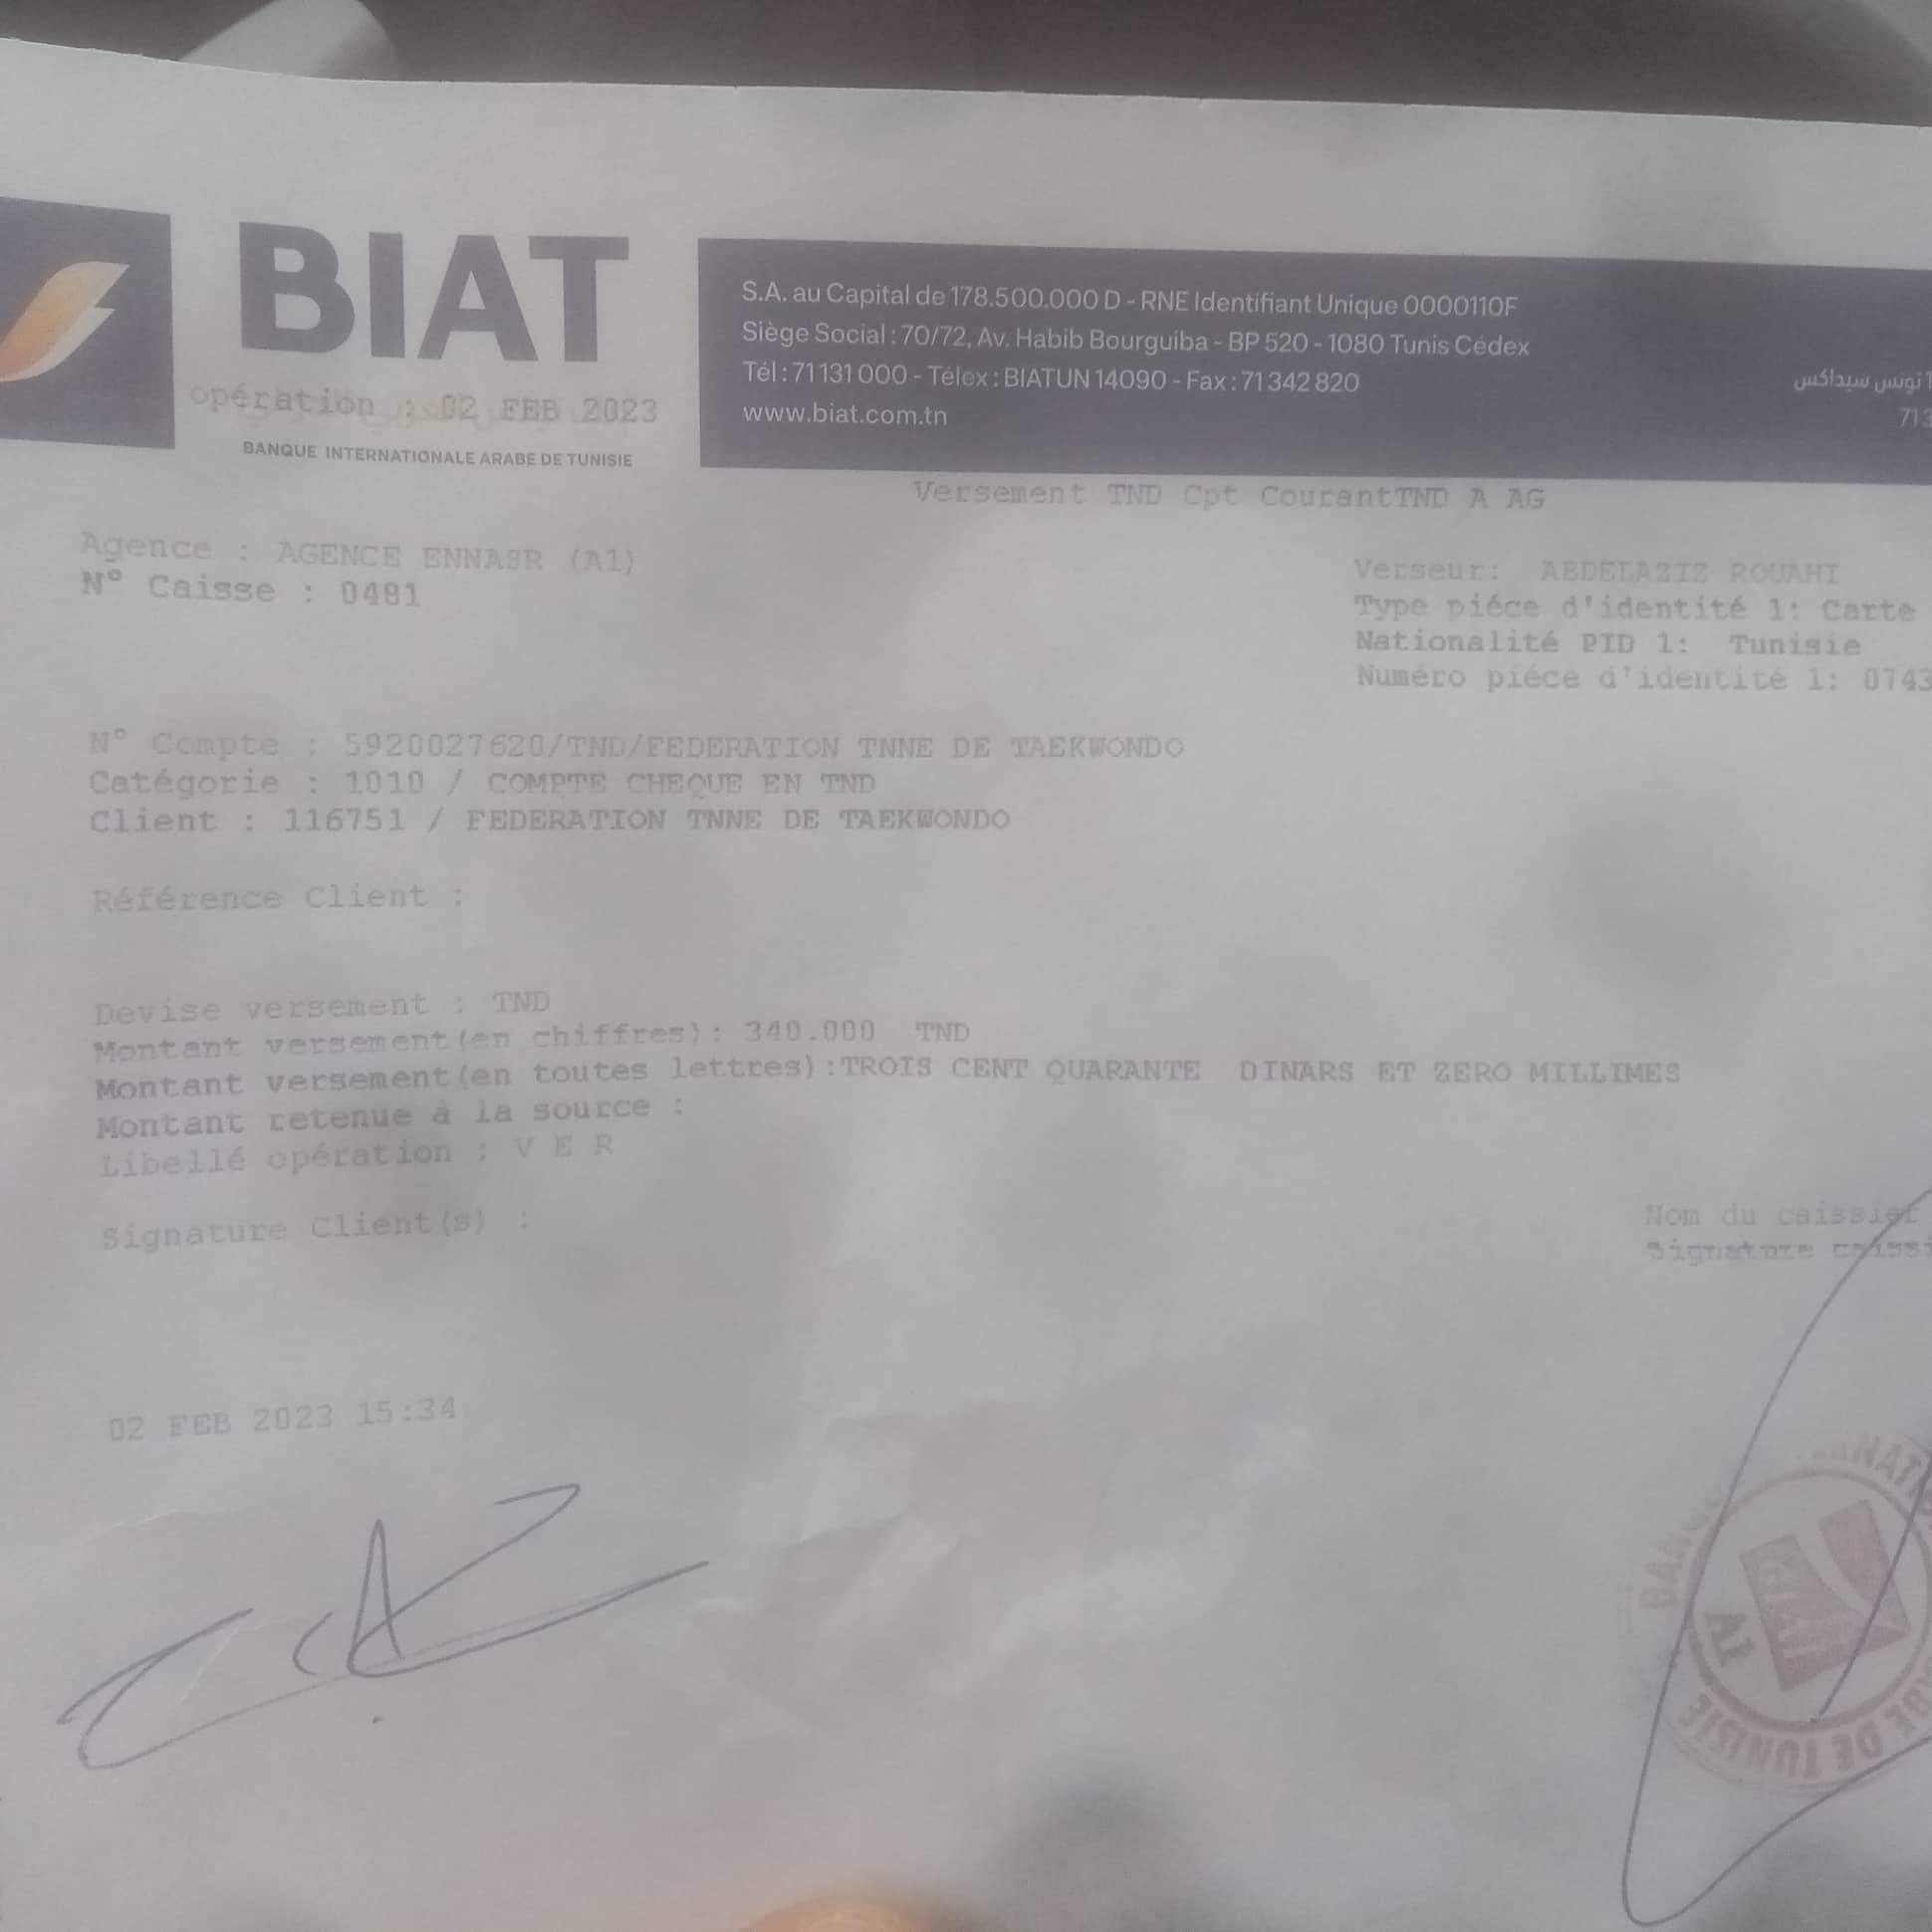 BIAT
opération : 02 FEB 2023
BANQUE INTERNATIONALE ARABE DE TUNISIE
S.A. au Capital de 178.500.000 D - RNE Identifiant Unique 0000110F
Siège Social : 70/72, Av. Habib Bourguiba - BP 520 - 1080 Tunis Cédex
Tél : 71 131 000 - Télex : BIATUN 14090 - Fax : 71 342 820
www.biat.com.tn
تونس سيداكس
713
Versement TND Cpt CourantTND A AG
Agence : AGENCE ENNASR (A1)
N° Caisse : 0481
Verseur: ABDELAZIZ ROUAHI
Type piéce d'identité 1: Carte
Nationalité PID 1: Tunisie
Numéro piéce d'identité 1: 0743
N° Compte : 5920027620/TND/FEDERATION TNNE DE TAEKWONDO
Catégorie : 1010 / COMPTE CHEQUE EN TND
Client : 116751 / FEDERATION TNNE DE TAEKWONDO
Référence Client :
Devise versement : TND
Montant versement(en chiffres): 340.000 TND
Montant versement(en toutes lettres):TROIS CENT QUARANTE DINARS ET ZERO MILLIMES
Montant retenue à la source :
Libellé opération : V E R
Signature Client(s) :
Nom du caissier
Signature caissi
02 FEB 2023 15:34
A1
DE TUNISIE